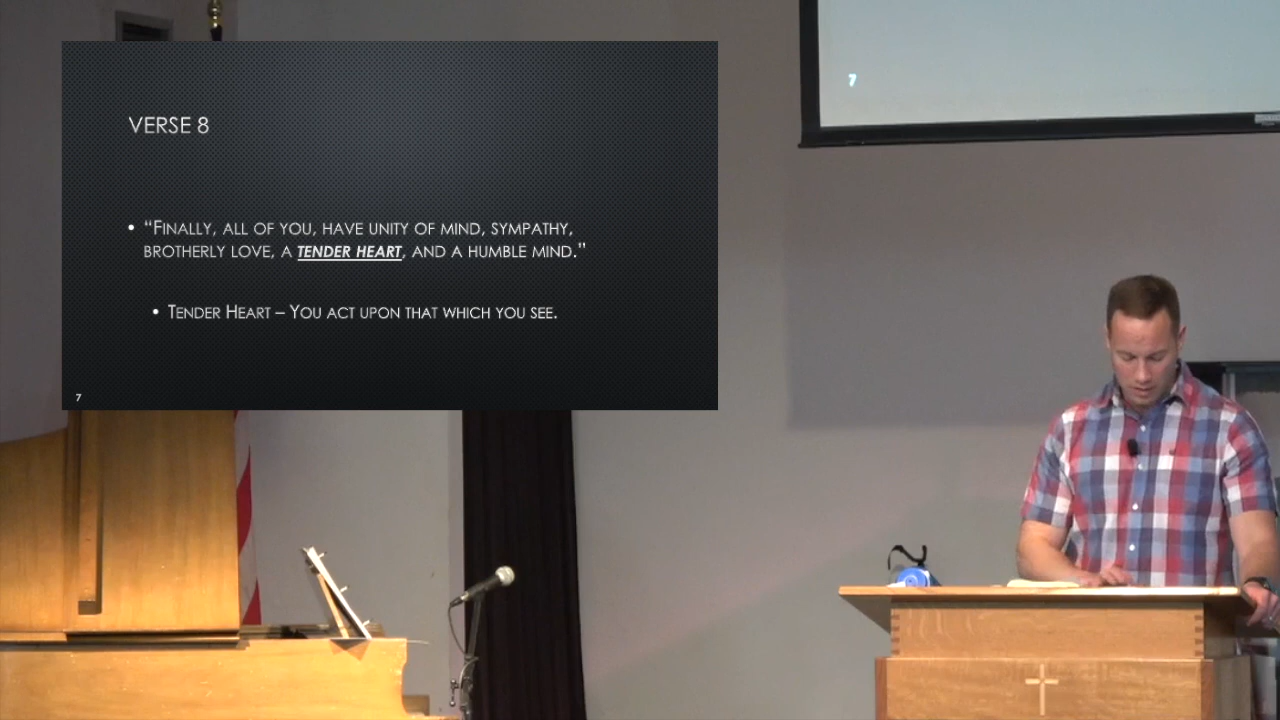 VERSE 8
• “FINALLY, ALL OF YOU, HAVE UNITY OF MIND, SYMPATHY,
BROTHERLY LOVE, A TENDER HEART, AND A HUMBLE MIND.”
• TENDER HEART – YOU ACT UPON THAT WHICH YOU SEE.
7
7